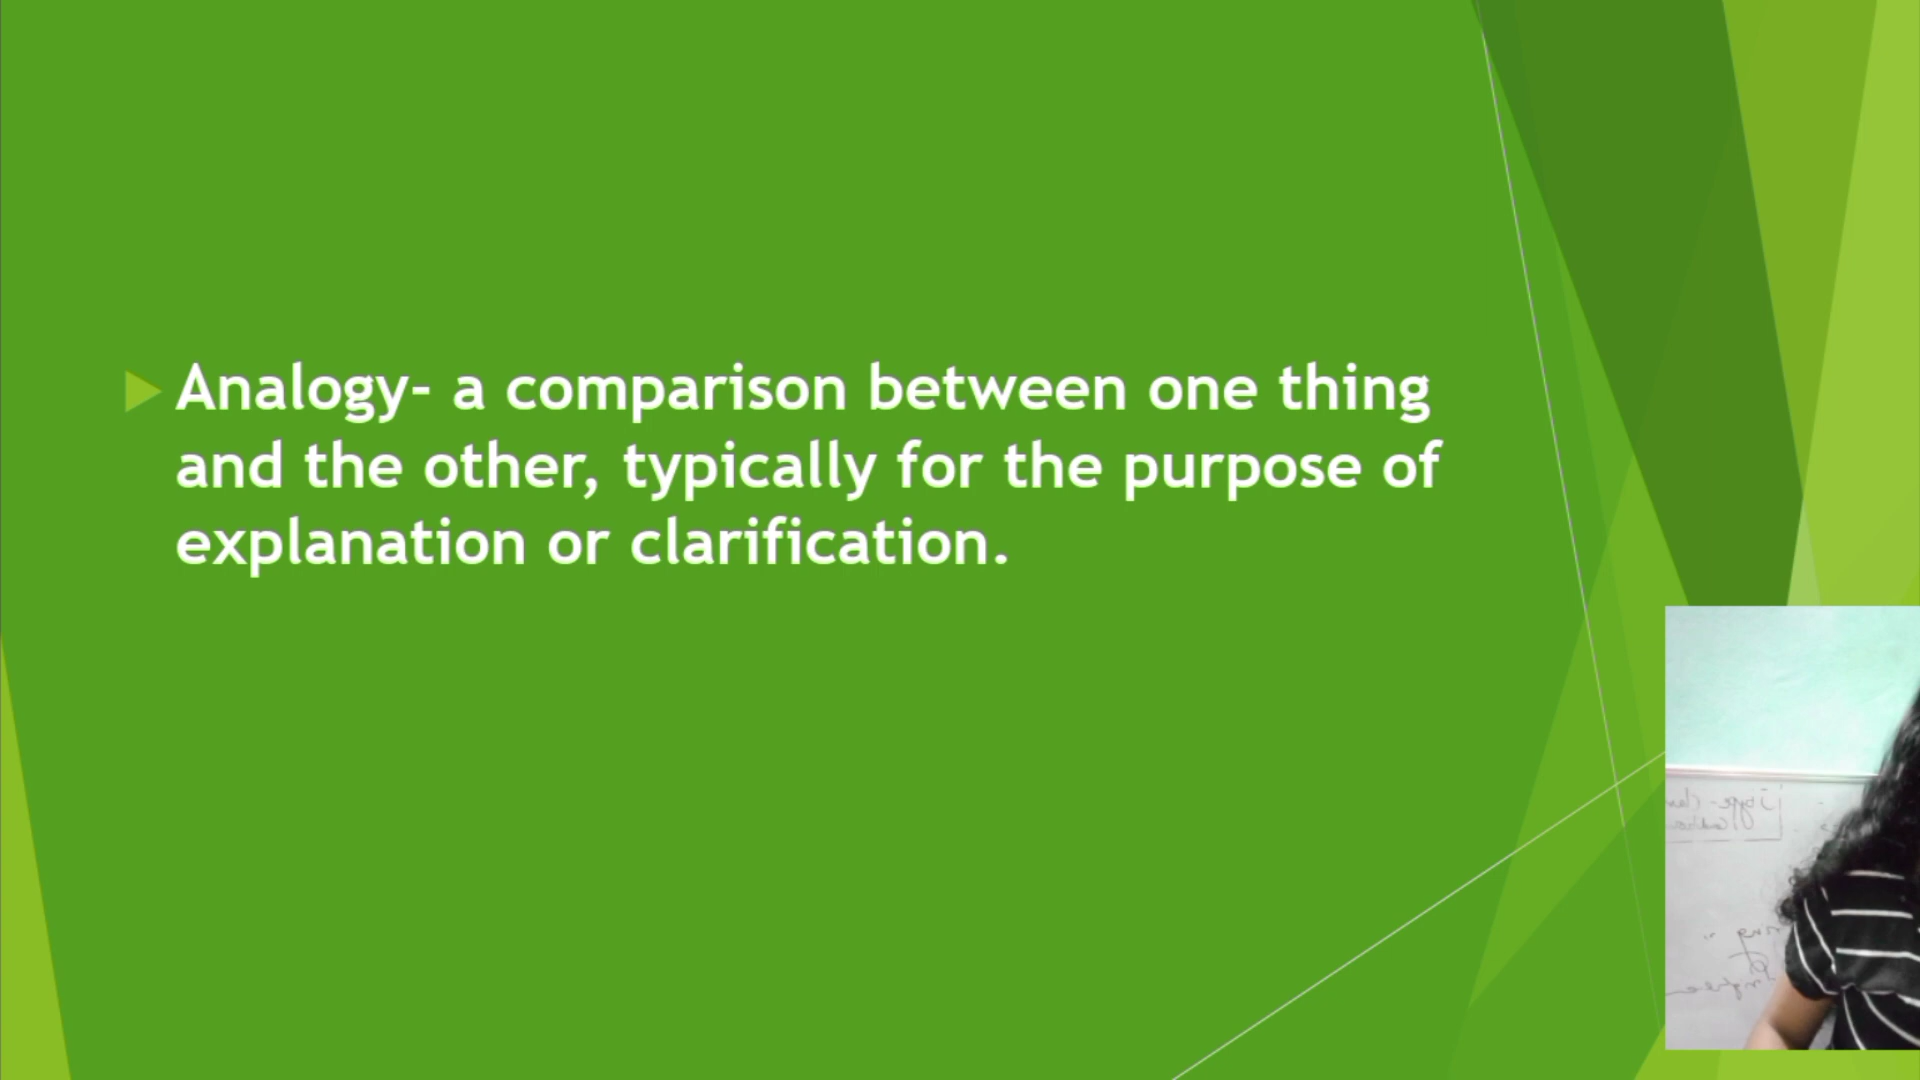 Analogy- a comparison between one thing
and the other, typically for the purpose of
explanation or clarification.